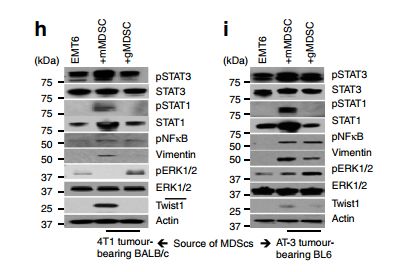 h
(kDa)
EMT6
+mMDSC
+gMDSC
75
75
75
75
50
50
37
37
25
37
pSTAT3
STAT3
pSTAT1
STAT1
pNFκB
Vimentin
pERK1/2
ERK1/2
Twist1
Actin
4T1 tumour-
bearing BALB/c
← Source of MDSCs →
i
(kDa)
EMT6
+mMDSC
+gMDSC
75
75
75
75
50
50
37
37
25
37
pSTAT3
STAT3
pSTAT1
STAT1
pNFκB
Vimentin
pERK1/2
ERK1/2
Twist1
Actin
AT-3 tumour-
bearing BL6